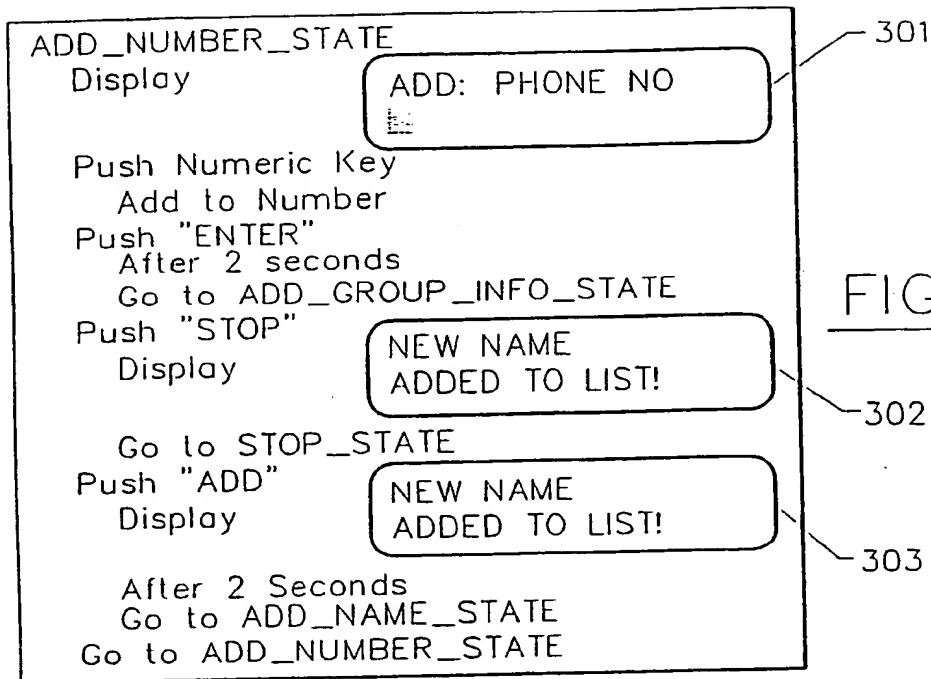 ADD_NUMBER_STATE
301
Display
ADD: PHONE NO
Push Numeric Key
Add to Number
Push "ENTER"
After 2 seconds
Go to ADD_GROUP_INFO_STATE
FIG
Push "STOP"
Display
NEW NAME
ADDED TO LIST!
302
Go to STOP_STATE
Push "ADD"
Display
NEW NAME
ADDED TO LIST!
303
After 2 Seconds
Go to ADD_NAME_STATE
Go to ADD_NUMBER_STATE